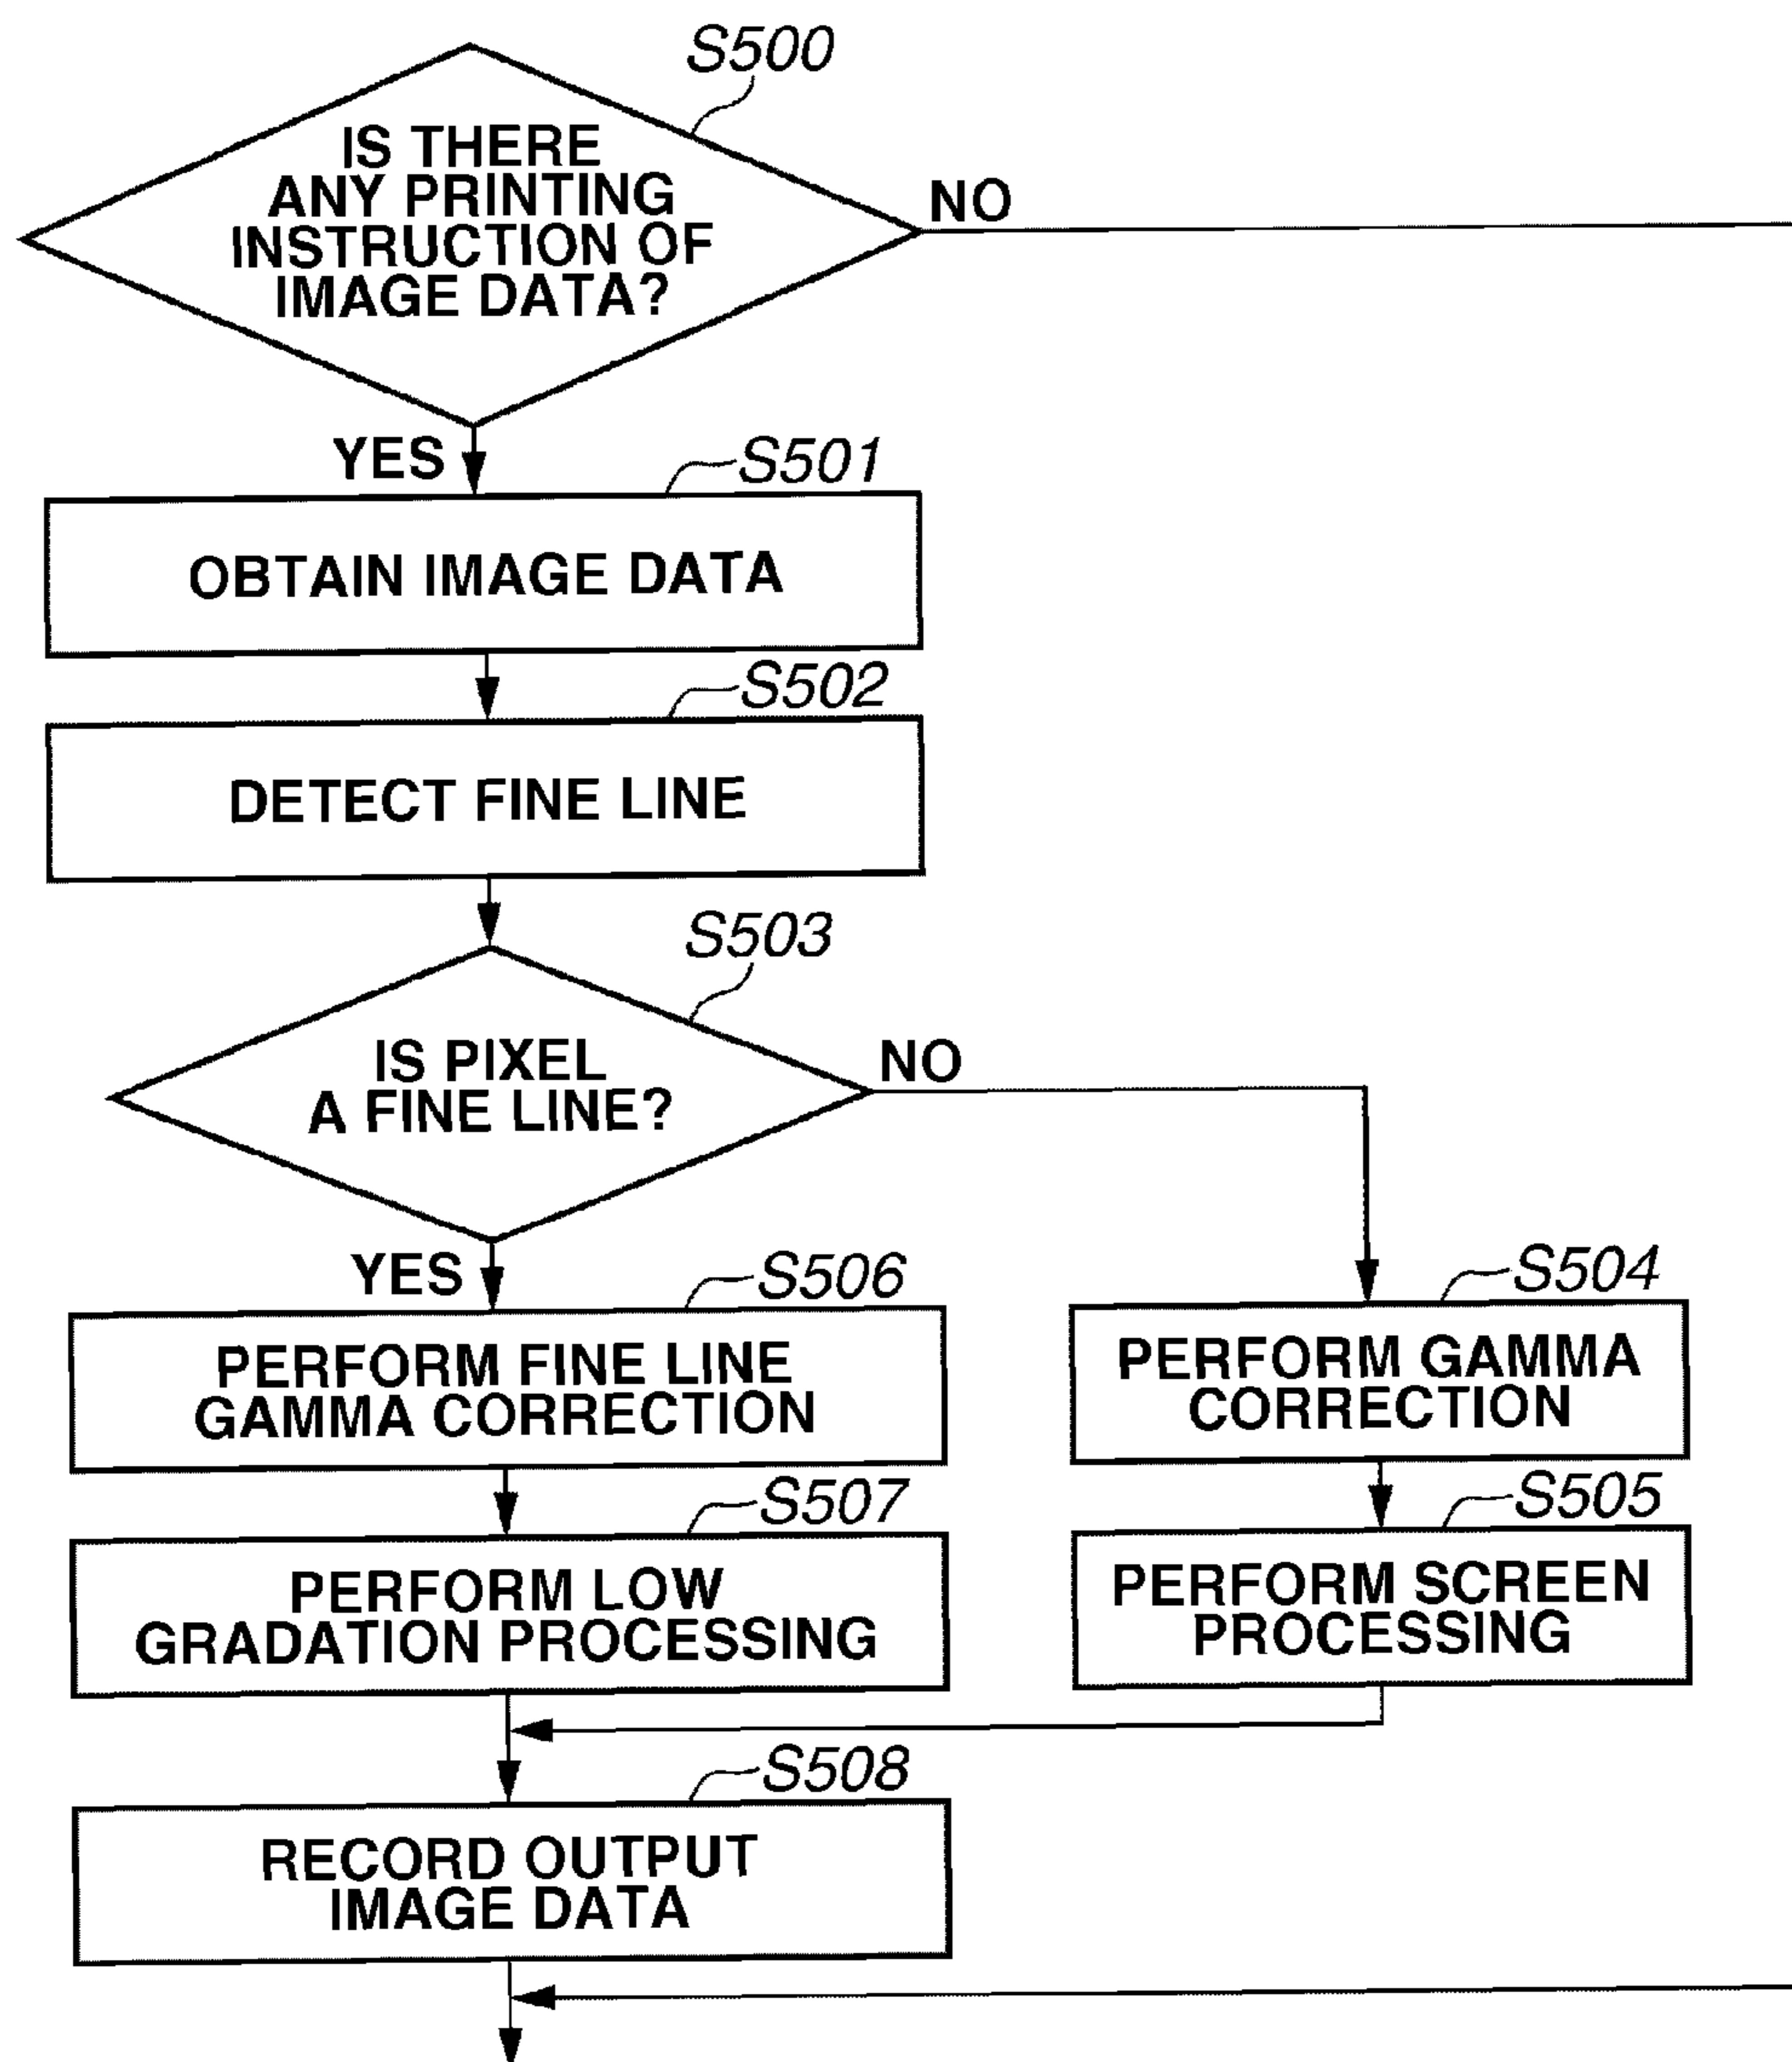 S500
IS THERE
ANY PRINTING
INSTRUCTION OF
IMAGE DATA?
NO
YES
S501
OBTAIN IMAGE DATA
S502
DETECT FINE LINE
S503
IS PIXEL
A FINE LINE?
NO
YES
S506
PERFORM FINE LINE
GAMMA CORRECTION
S504
PERFORM GAMMA
CORRECTION
S507
PERFORM LOW
GRADATION PROCESSING
S505
PERFORM SCREEN
PROCESSING
S508
RECORD OUTPUT
IMAGE DATA